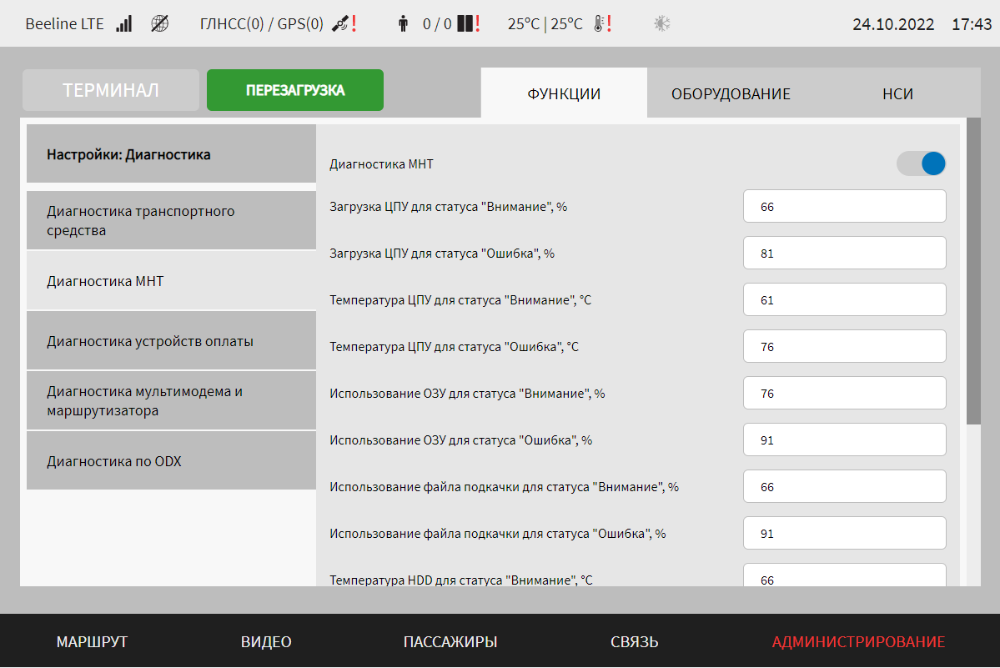 Beeline LTE ГЛНСС(0) / GPS(0) ! 0 / 0 ! 25°C | 25°C ! 24.10.2022 17:43
ТЕРМИНАЛ
ПЕРЕЗАГРУЗКА
ФУНКЦИИ
ОБОРУДОВАНИЕ
НСИ
Настройки: Диагностика
Диагностика транспортного
средства
Диагностика МНТ
Диагностика устройств оплаты
Диагностика мультимодема и
маршрутизатора
Диагностика по ODX
Диагностика МНТ
Загрузка ЦПУ для статуса "Внимание", % 66
Загрузка ЦПУ для статуса "Ошибка", % 81
Температура ЦПУ для статуса "Внимание", °C 61
Температура ЦПУ для статуса "Ошибка", °C 76
Использование ОЗУ для статуса "Внимание", % 76
Использование ОЗУ для статуса "Ошибка", % 91
Использование файла подкачки для статуса "Внимание", % 66
Использование файла подкачки для статуса "Ошибка", % 91
Температура HDD для статуса "Внимание", °C 66
МАРШРУТ
ВИДЕО
ПАССАЖИРЫ
СВЯЗЬ
АДМИНИСТРИРОВАНИЕ